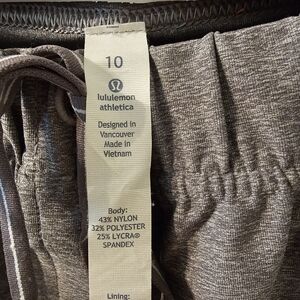 10
lululemon
athletica
Designed in
Vancouver
Made in
Vietnam
Body:
43% NYLON
32% POLYESTER
25% LYCRA®
SPANDEX
Lining: